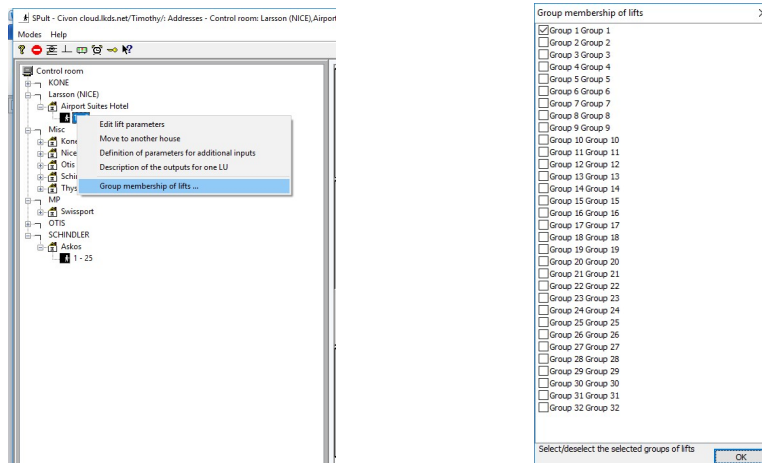 SPult - Civon cloud.lkds.net/Timothy/: Addresses - Control room: Larsson (NICE),Airport
Modes Help
Control room
KONE
Larsson (NICE)
Airport Suites Hotel
Misc
Kone
Nice
Otis
Schin
Thys
MP
Swissport
OTIS
SCHINDLER
Askos
1 - 25
Edit lift parameters
Move to another house
Definition of parameters for additional inputs
Description of the outputs for one LU
Group membership of lifts ...
Group membership of lifts
Group 1 Group 1
Group 2 Group 2
Group 3 Group 3
Group 4 Group 4
Group 5 Group 5
Group 6 Group 6
Group 7 Group 7
Group 8 Group 8
Group 9 Group 9
Group 10 Group 10
Group 11 Group 11
Group 12 Group 12
Group 13 Group 13
Group 14 Group 14
Group 15 Group 15
Group 16 Group 16
Group 17 Group 17
Group 18 Group 18
Group 19 Group 19
Group 20 Group 20
Group 21 Group 21
Group 22 Group 22
Group 23 Group 23
Group 24 Group 24
Group 25 Group 25
Group 26 Group 26
Group 27 Group 27
Group 28 Group 28
Group 29 Group 29
Group 30 Group 30
Group 31 Group 31
Group 32 Group 32
Select/deselect the selected groups of lifts
OK